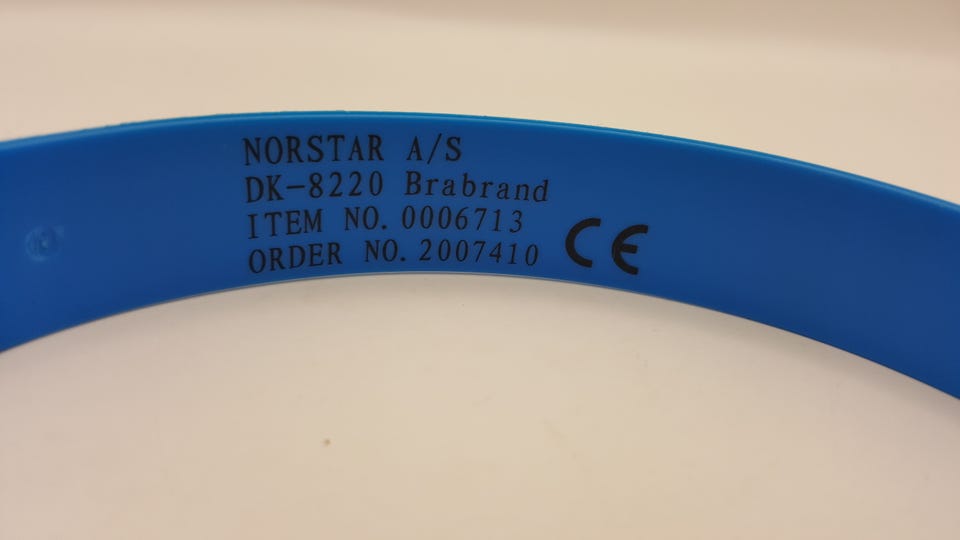 NORSTAR A/S
DK-8220 Brabrand
ITEM NO. 0006713
ORDER NO. 2007410 CE